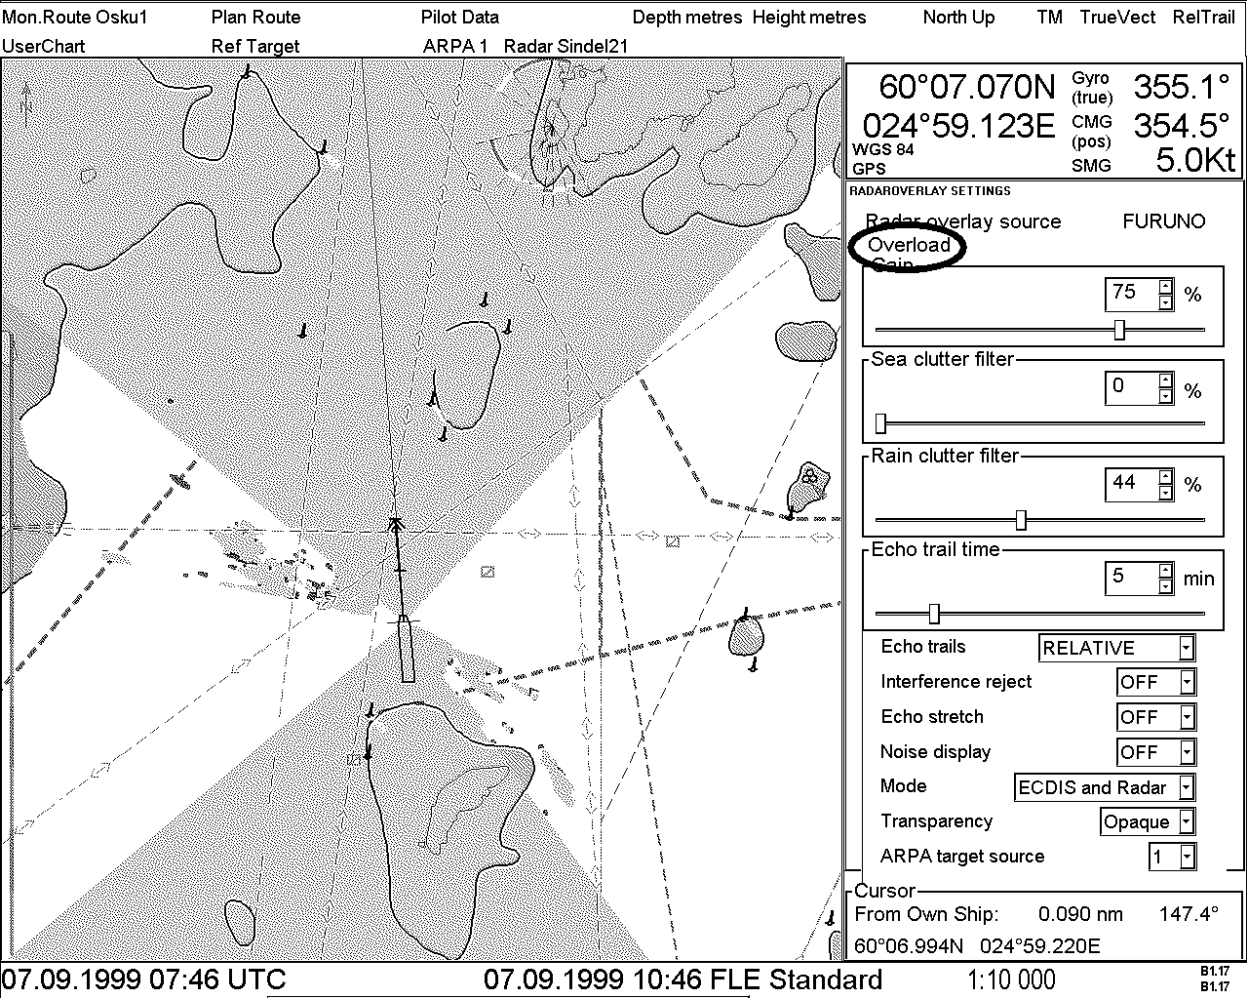 Mon.Route Osku1 Plan Route Pilot Data Depth metres Height metres North Up TM TrueVect RelTrail
UserChart Ref Target ARPA 1 Radar Sindel21
N
60°07.070N Gyro (true) 355.1°
024°59.123E CMG (pos) 354.5°
WGS 84
GPS SMG 5.0Kt
RADAROVERLAY SETTINGS
Radar overlay source FURUNO
Overload
Gain
75 %
Sea clutter filter
0 %
Rain clutter filter
44 %
Echo trail time
5 min
Echo trails RELATIVE
Interference reject OFF
Echo stretch OFF
Noise display OFF
Mode ECDIS and Radar
Transparency Opaque
ARPA target source 1
Cursor
From Own Ship: 0.090 nm 147.4°
60°06.994N 024°59.220E
07.09.1999 07:46 UTC 07.09.1999 10:46 FLE Standard 1:10 000 B1.17
B1.17